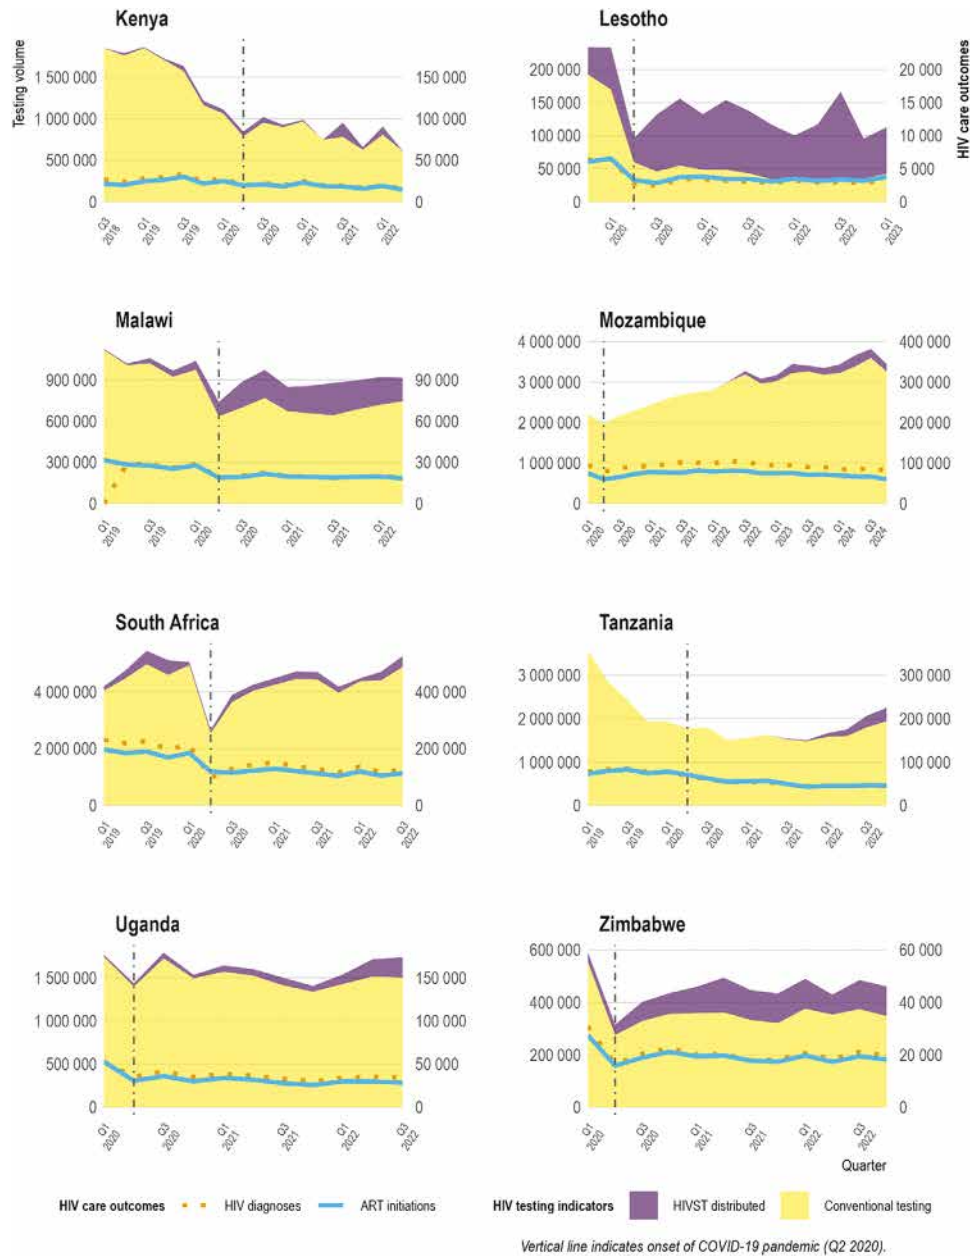 Kenya
Lesotho
Testing volume
HIV care outcomes
1 500 000
1 000 000
500 000
0
150 000
100 000
50 000
0
Q3 2018
Q1 2019
Q3 2019
Q1 2020
Q3 2020
Q1 2021
Q3 2021
Q1 2022
200 000
150 000
100 000
50 000
0
20 000
15 000
10 000
5 000
0
Q1 2020
Q3 2020
Q1 2021
Q3 2021
Q1 2022
Q3 2022
Q1 2023
Malawi
Mozambique
900 000
600 000
300 000
0
90 000
60 000
30 000
0
Q1 2019
Q3 2019
Q1 2020
Q3 2020
Q1 2021
Q3 2021
Q1 2022
4 000 000
3 000 000
2 000 000
1 000 000
0
400 000
300 000
200 000
100 000
0
Q1 2020
Q3 2020
Q1 2021
Q3 2021
Q1 2022
Q3 2022
Q1 2023
Q3 2023
Q1 2024
Q3 2024
South Africa
Tanzania
4 000 000
2 000 000
0
400 000
200 000
0
Q1 2019
Q3 2019
Q1 2020
Q3 2020
Q1 2021
Q3 2021
Q1 2022
Q3 2022
3 000 000
2 000 000
1 000 000
0
300 000
200 000
100 000
0
Q1 2019
Q3 2019
Q1 2020
Q3 2020
Q1 2021
Q3 2021
Q1 2022
Q3 2022
Uganda
Zimbabwe
1 500 000
1 000 000
500 000
0
150 000
100 000
50 000
0
Q1 2020
Q3 2020
Q1 2021
Q3 2021
Q1 2022
Q3 2022
600 000
400 000
200 000
0
60 000
40 000
20 000
0
Q1 2020
Q3 2020
Q1 2021
Q3 2021
Q1 2022
Q3 2022
Quarter
HIV care outcomes HIV diagnoses ART initiations HIV testing indicators HIVST distributed Conventional testing
Vertical line indicates onset of COVID-19 pandemic (Q2 2020).